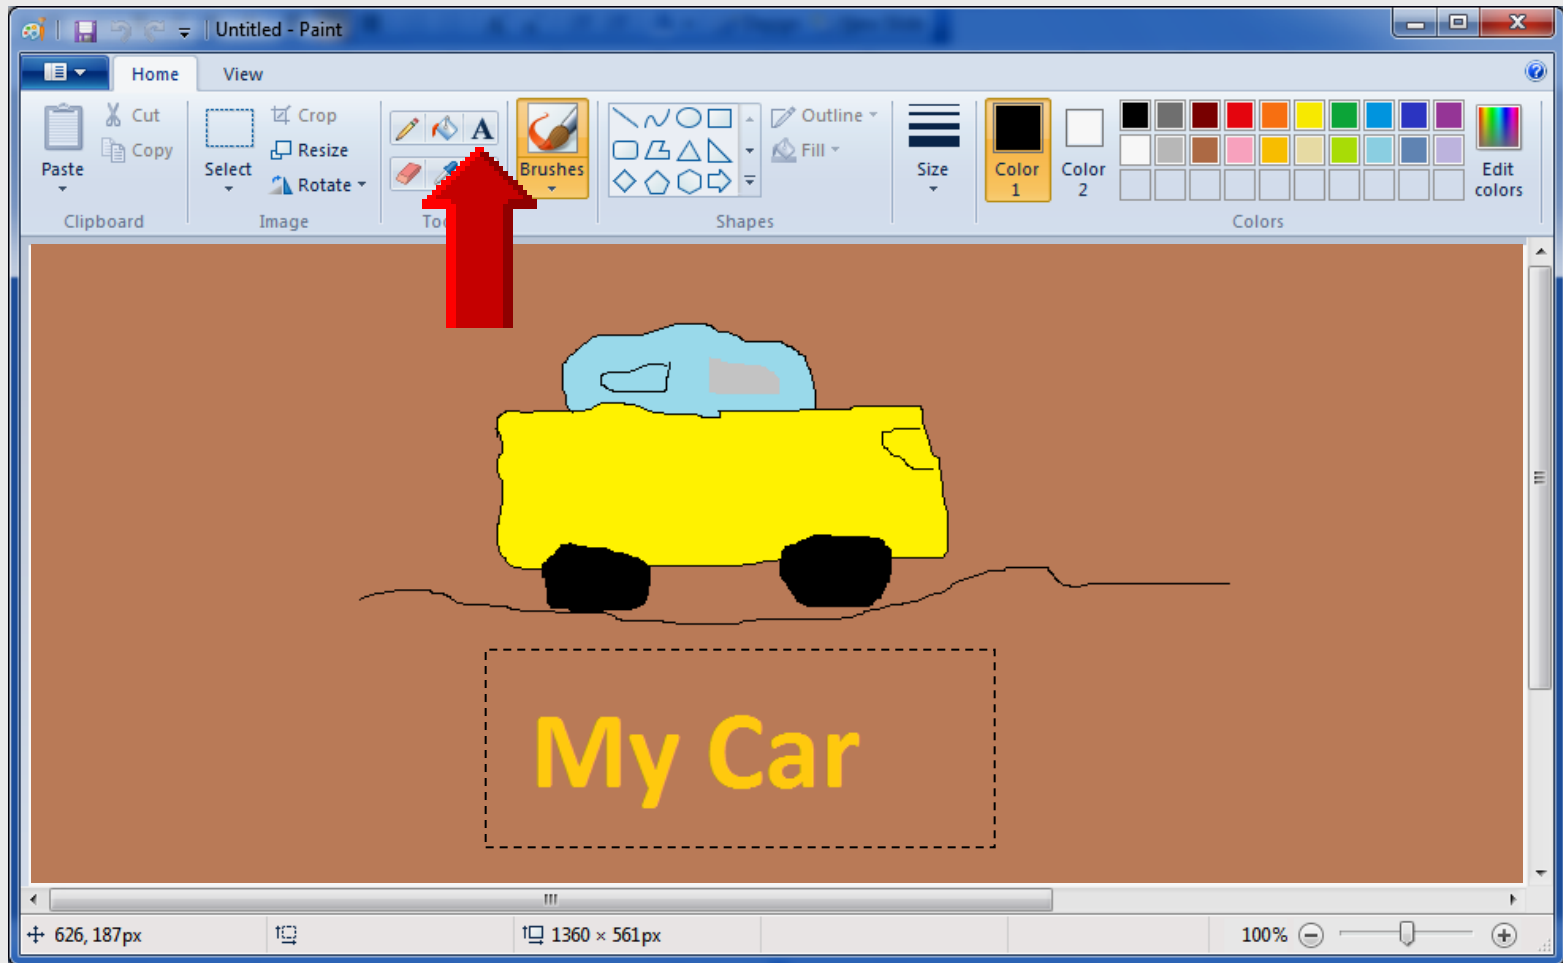 Untitled - Paint
Home View
Cut
Copy
Paste
Clipboard
Select
Crop
Resize
Rotate
Image
A
Brushes
Outline
Fill
Shapes
Size
Color 1
Color 2
Edit colors
Colors
My Car
626, 187px
1360 × 561px
100%